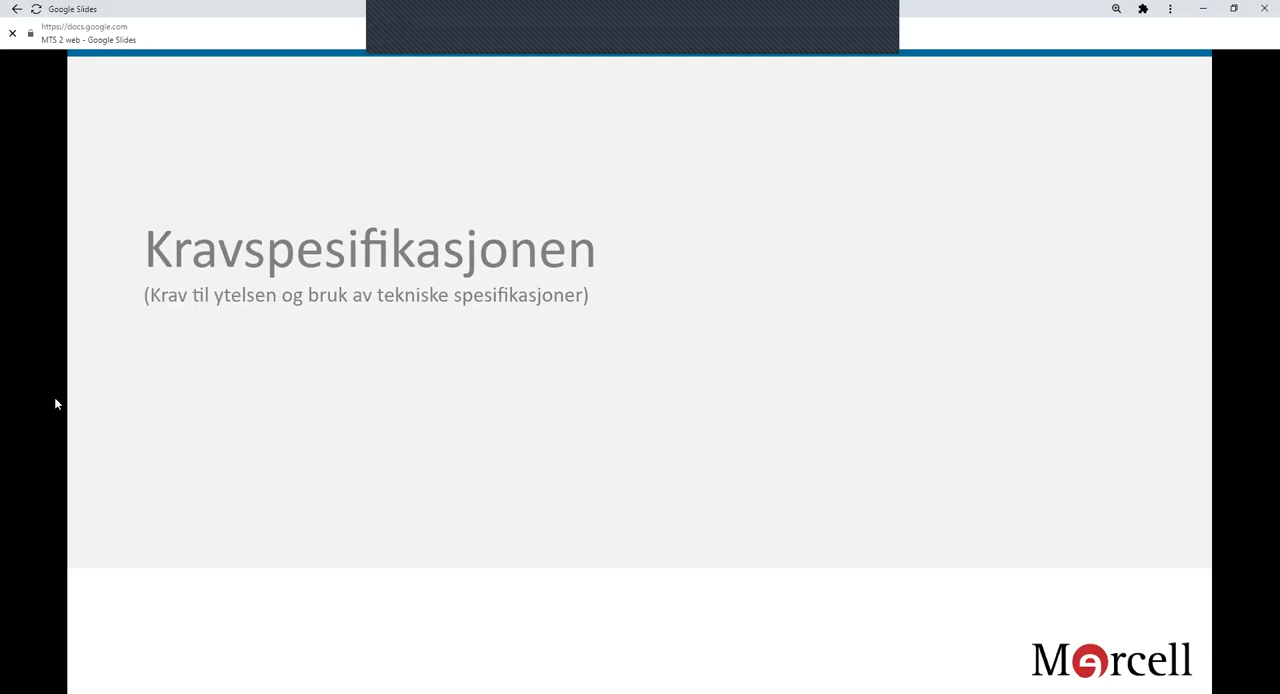 Google Slides
https://docs.google.com
MTS 2 web - Google Slides
Kravspesifikasjonen
(Krav til ytelsen og bruk av tekniske spesifikasjoner)
Mercell